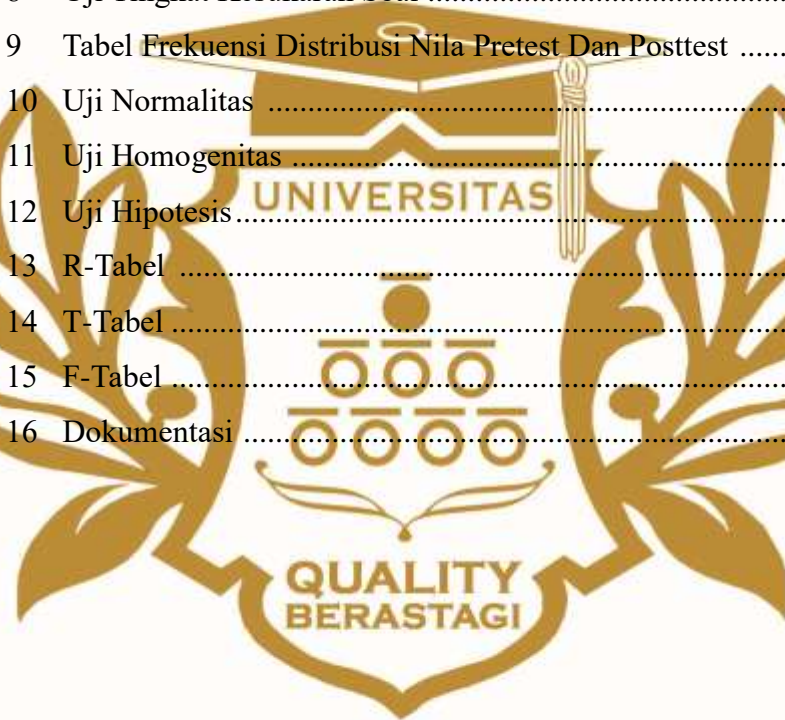 9 Tabel Frekuensi Distribusi Nila Pretest Dan Posttest ......
10 Uji Normalitas ......
11 Uji Homogenitas ......
12 Uji Hipotesis ......
13 R-Tabel ......
14 T-Tabel ......
15 F-Tabel ......
16 Dokumentasi ......
UNIVERSITAS
QUALITY
BERASTAGI